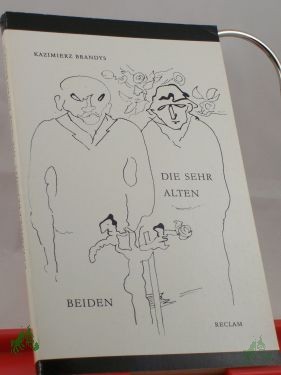 KAZIMIERZ BRANDYS
DIE SEHR
ALTEN
BEIDEN
RECLAM